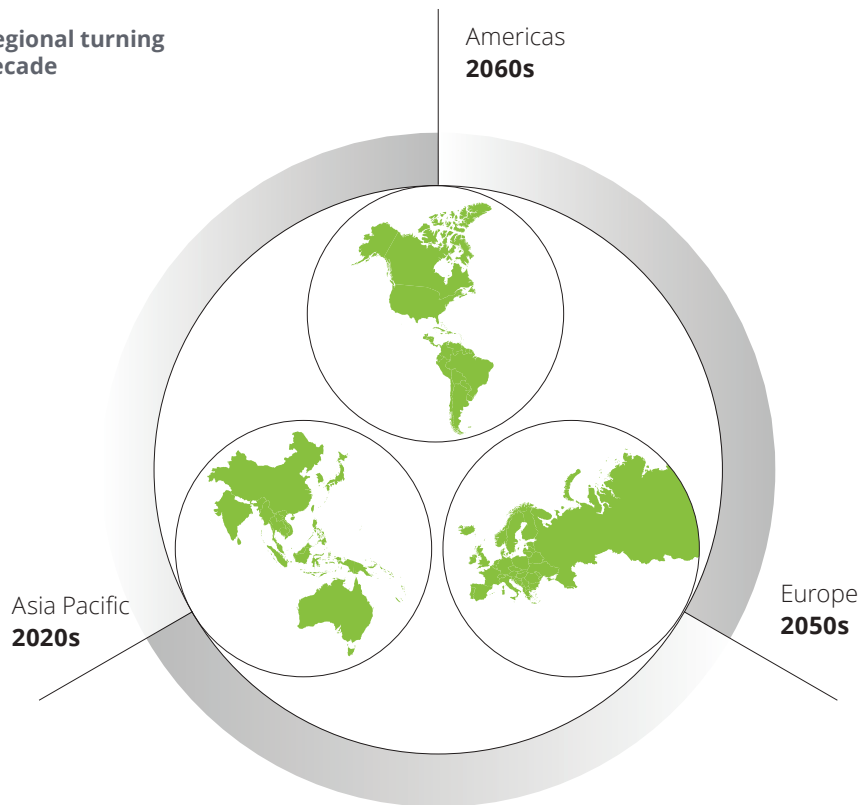 egional turning
ecade
Americas
2060s
Asia Pacific
2020s
Europe
2050s